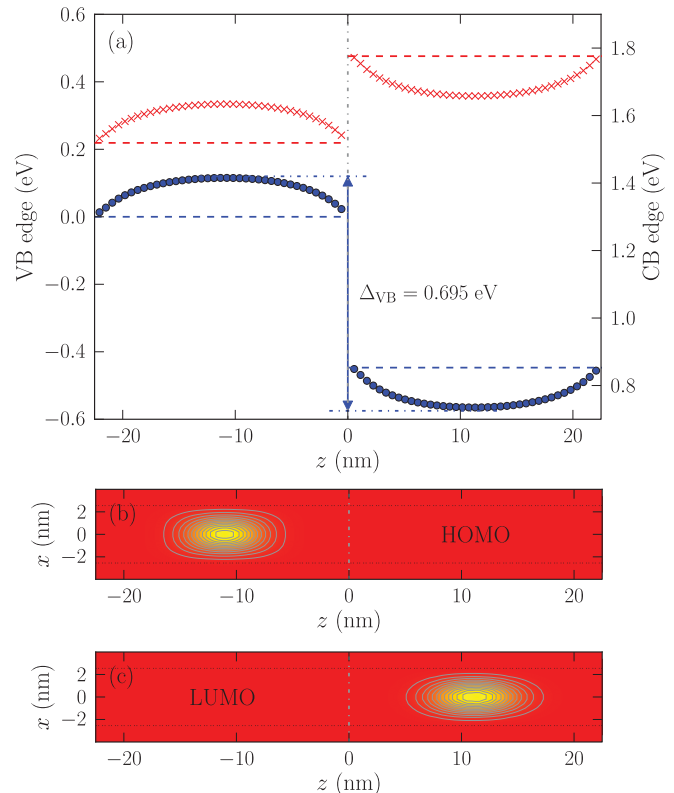 (a)
VB edge (eV)
0.6
0.4
0.2
0.0
−0.2
−0.4
−0.6
CB edge (eV)
1.8
1.6
1.4
1.2
1.0
0.8
Δ_VB = 0.695 eV
−20 −10 0 10 20
z (nm)
(b)
x (nm)
2
0
−2
HOMO
−20 −10 0 10 20
z (nm)
(c)
x (nm)
2
0
−2
LUMO
−20 −10 0 10 20
z (nm)